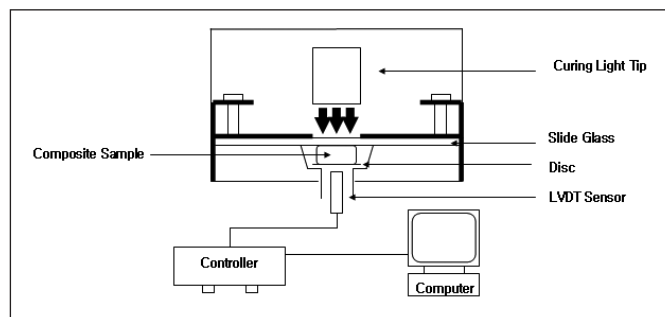 Curing Light Tip
Slide Glass
Composite Sample
Disc
LVDT Sensor
Controller
Computer